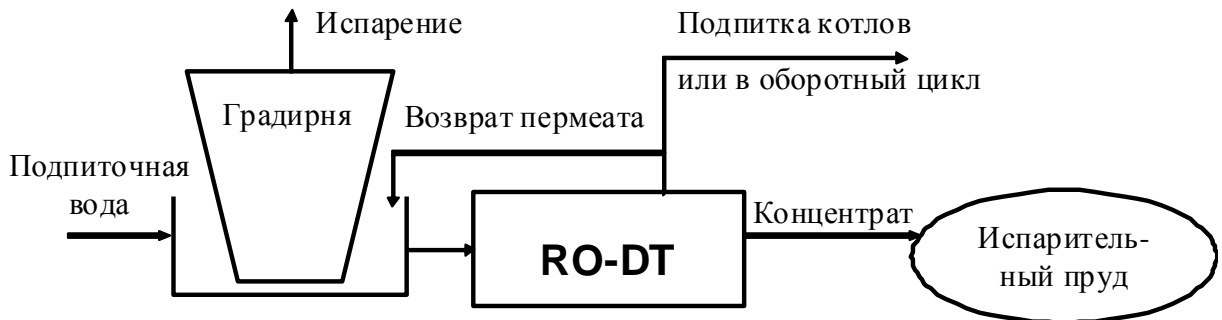 Испарение
Подпитка котлов
или в оборотный цикл
Градирня
Возврат пермеата
Подпиточная
вода
RO-DT
Концентрат
Испаритель-
ный пруд